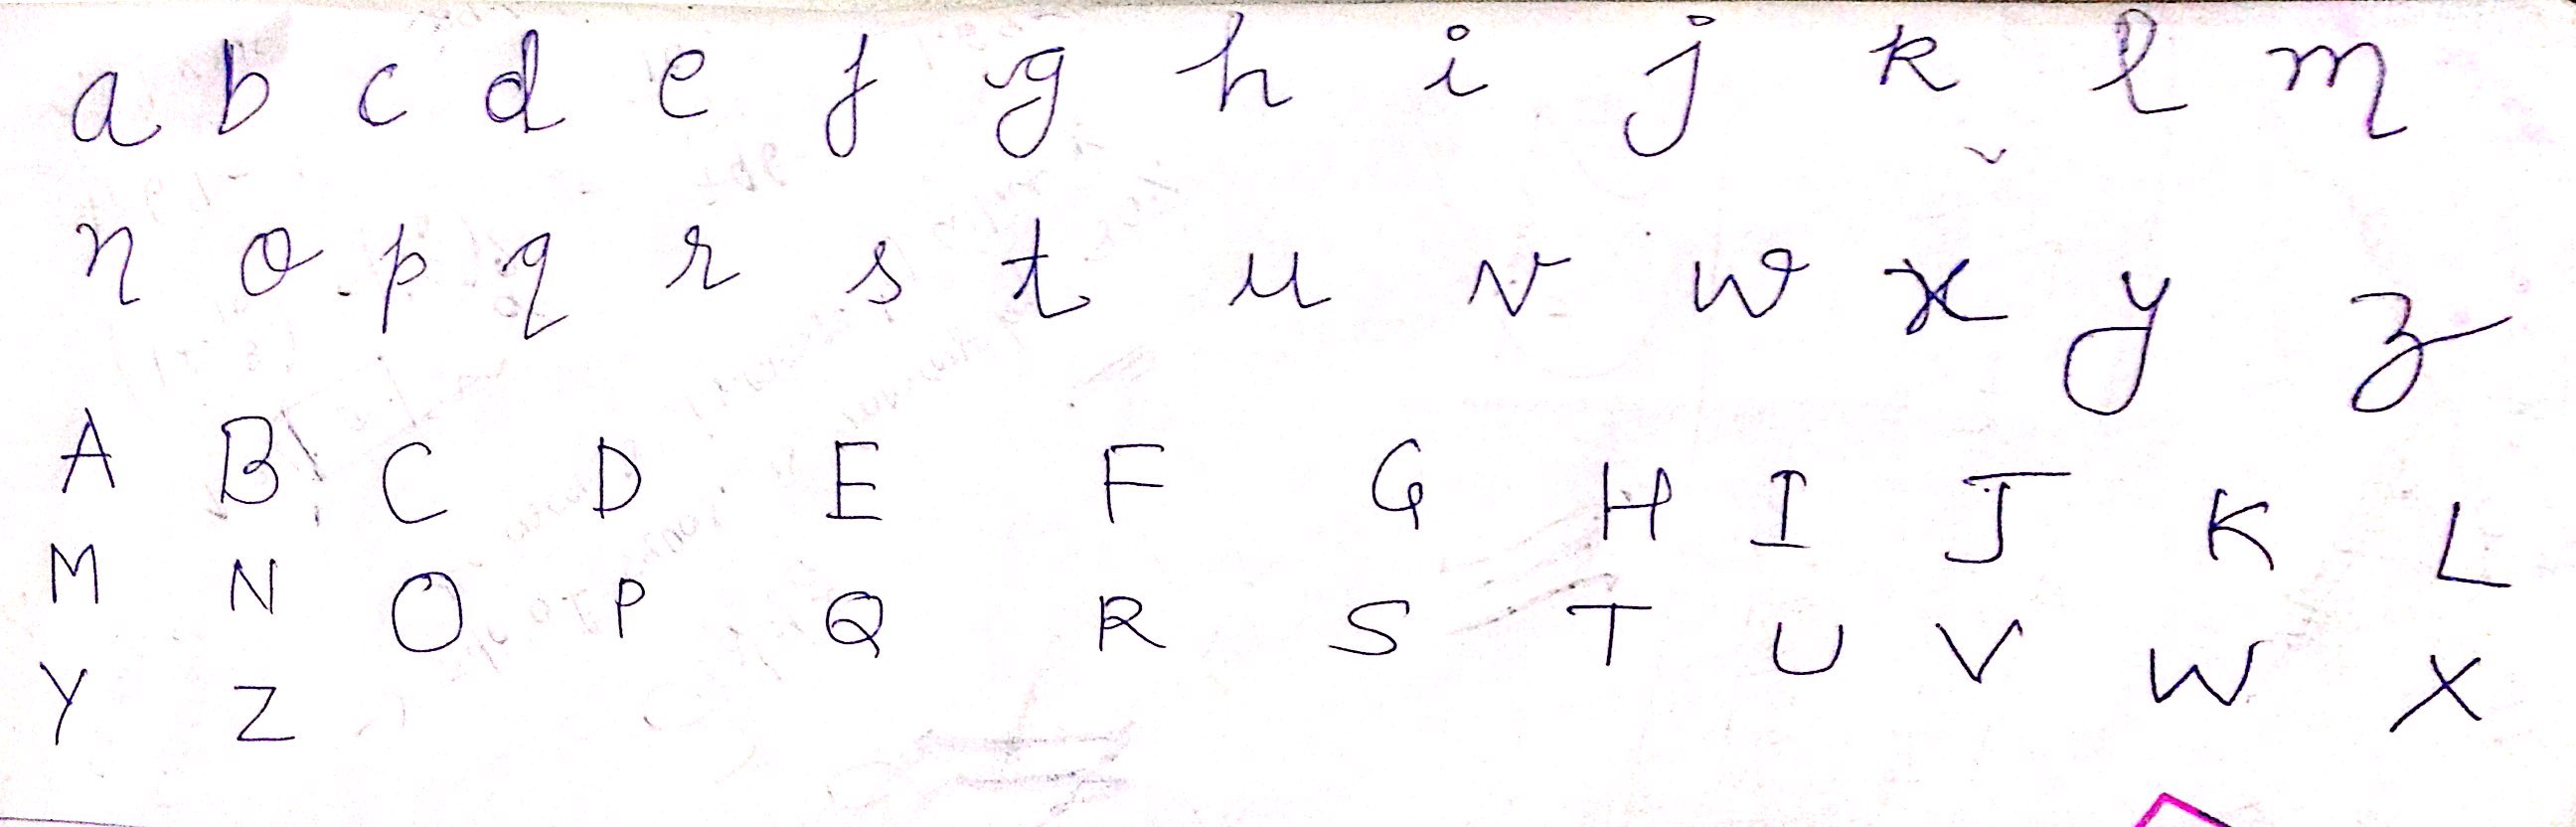 a b c d e f g h i j k l m
n o p q r s t u v w x y z
A B C D E F G H I J K L
M N O P Q R S T U V W X
Y Z